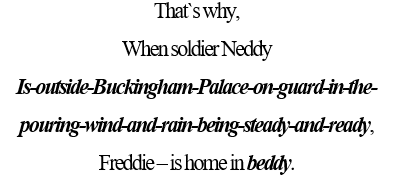 That`s why,
When soldier Neddy
Is-outside-Buckingham-Palace-on-guard-in-the-
pouring-wind-and-rain-being-steady-and-ready,
Freddie – is home in beddy.